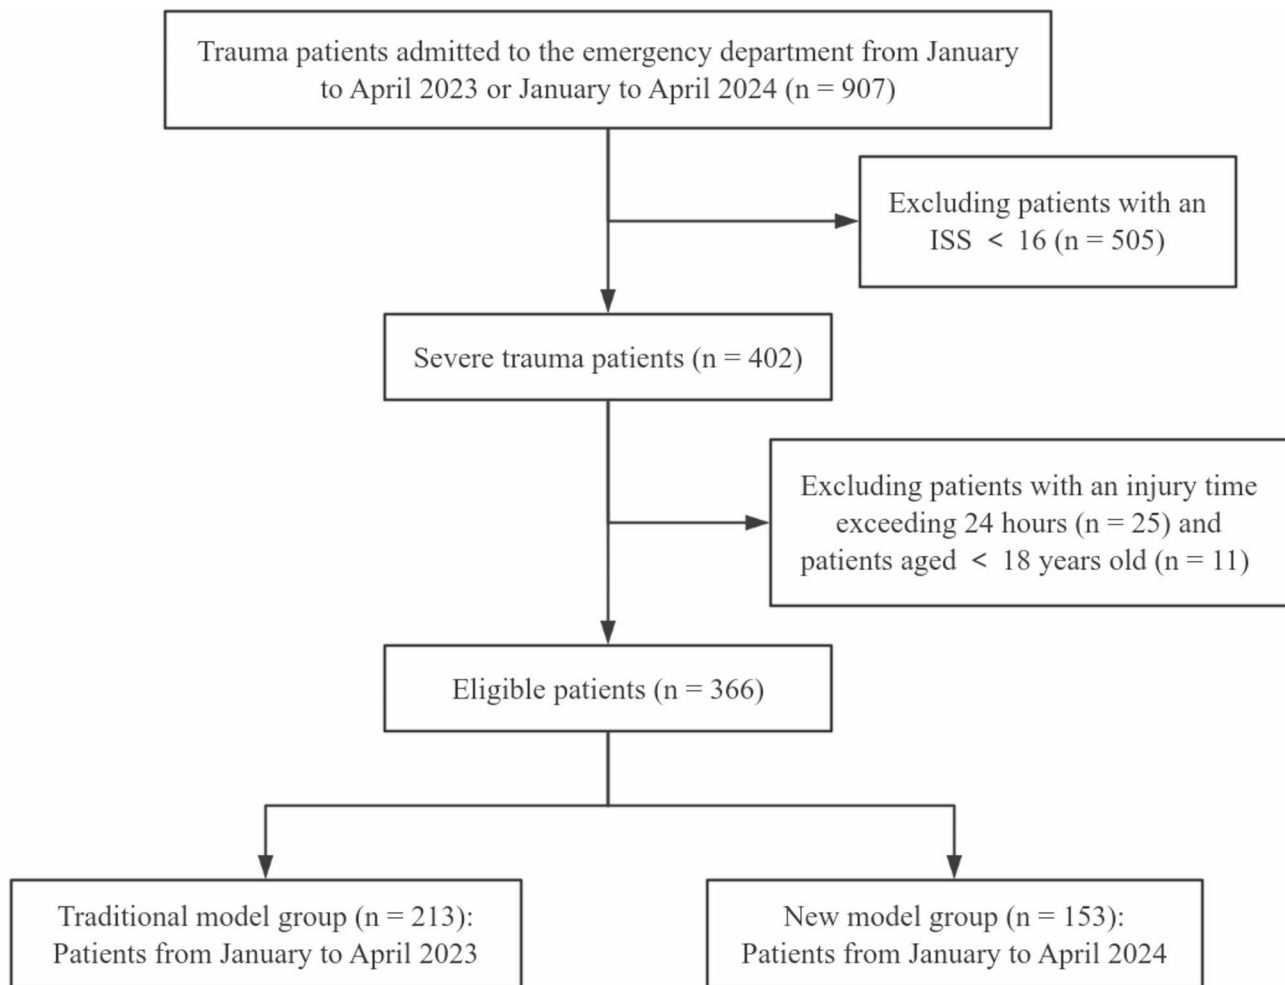 Trauma patients admitted to the emergency department from January
to April 2023 or January to April 2024 (n = 907)
Excluding patients with an
ISS < 16 (n = 505)
Severe trauma patients (n = 402)
Excluding patients with an injury time
exceeding 24 hours (n = 25) and
patients aged < 18 years old (n = 11)
Eligible patients (n = 366)
Traditional model group (n = 213):
Patients from January to April 2023
New model group (n = 153):
Patients from January to April 2024